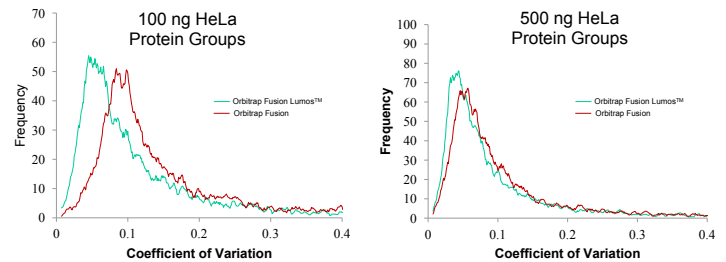 100 ng HeLa
Protein Groups
Frequency
70
60
50
40
30
20
10
0
Orbitrap Fusion Lumos™
Orbitrap Fusion
0 0.1 0.2 0.3 0.4
Coefficient of Variation
500 ng HeLa
Protein Groups
Frequency
100
90
80
70
60
50
40
30
20
10
0
Orbitrap Fusion Lumos™
Orbitrap Fusion
0 0.1 0.2 0.3 0.4
Coefficient of Variation